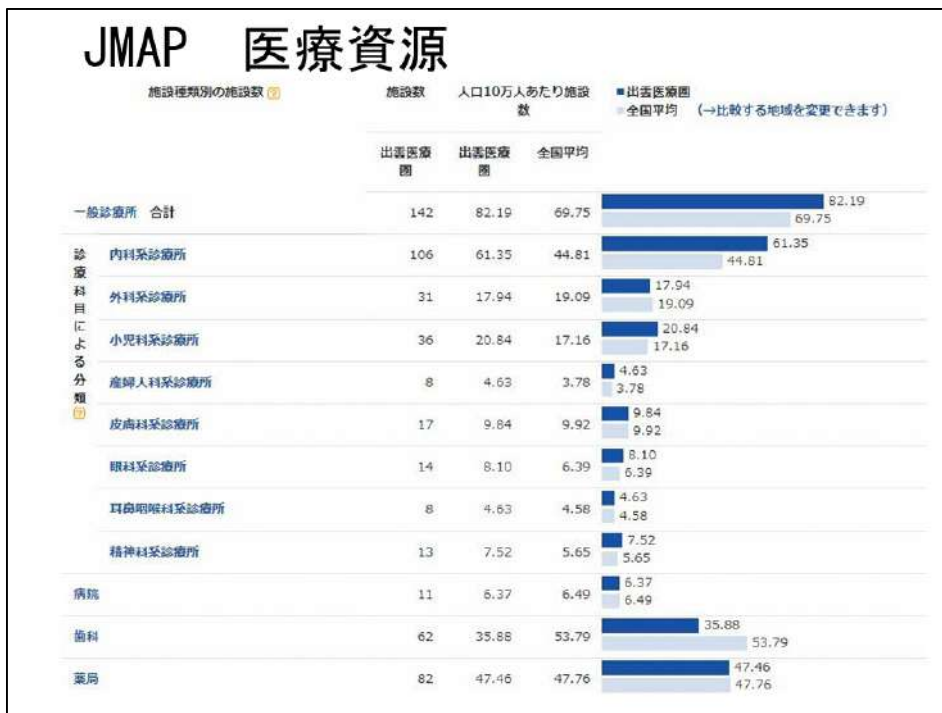 JMAP 医療資源
施設種類別の施設数 ?
施設数 人口10万人あたり施設数
■出雲医療圏
■全国平均 (→比較する地域を変更できます)
出雲医療圏 出雲医療圏 全国平均
一般診療所 合計 142 82.19 69.75 82.19 69.75
診療科目による分類 ?
内科系診療所 106 61.35 44.81 61.35 44.81
外科系診療所 31 17.94 19.09 17.94 19.09
小児科系診療所 36 20.84 17.16 20.84 17.16
産婦人科系診療所 8 4.63 3.78 4.63 3.78
皮膚科系診療所 17 9.84 9.92 9.84 9.92
眼科系診療所 14 8.10 6.39 8.10 6.39
耳鼻咽喉科系診療所 8 4.63 4.58 4.63 4.58
精神科系診療所 13 7.52 5.65 7.52 5.65
病院 11 6.37 6.49 6.37 6.49
歯科 62 35.88 53.79 35.88 53.79
薬局 82 47.46 47.76 47.46 47.76